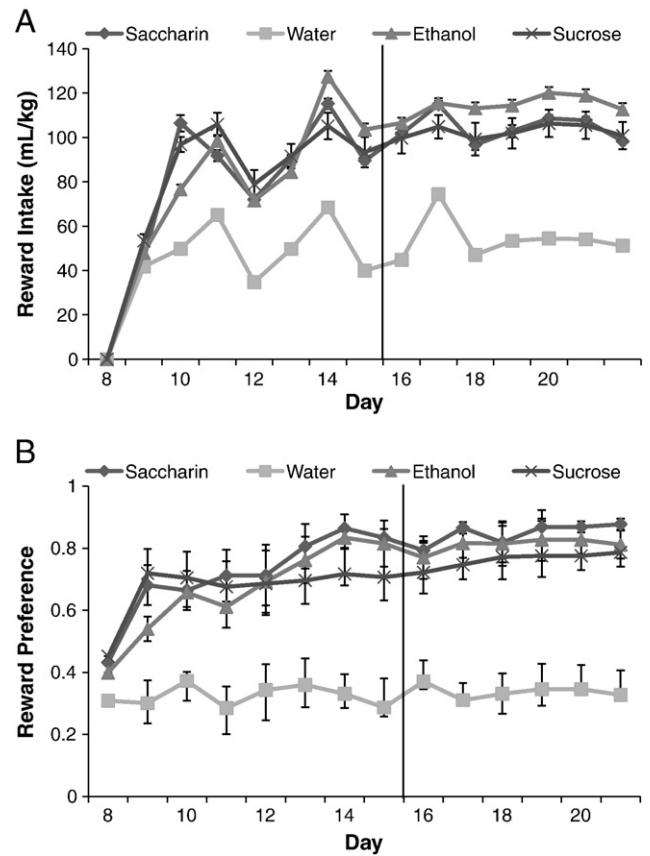 A
Saccharin Water Ethanol Sucrose
140
120
100
80
60
40
20
0
Reward Intake (mL/kg)
8 10 12 14 16 18 20
Day
B
Saccharin Water Ethanol Sucrose
1
0.8
0.6
0.4
0.2
0
Reward Preference
8 10 12 14 16 18 20
Day